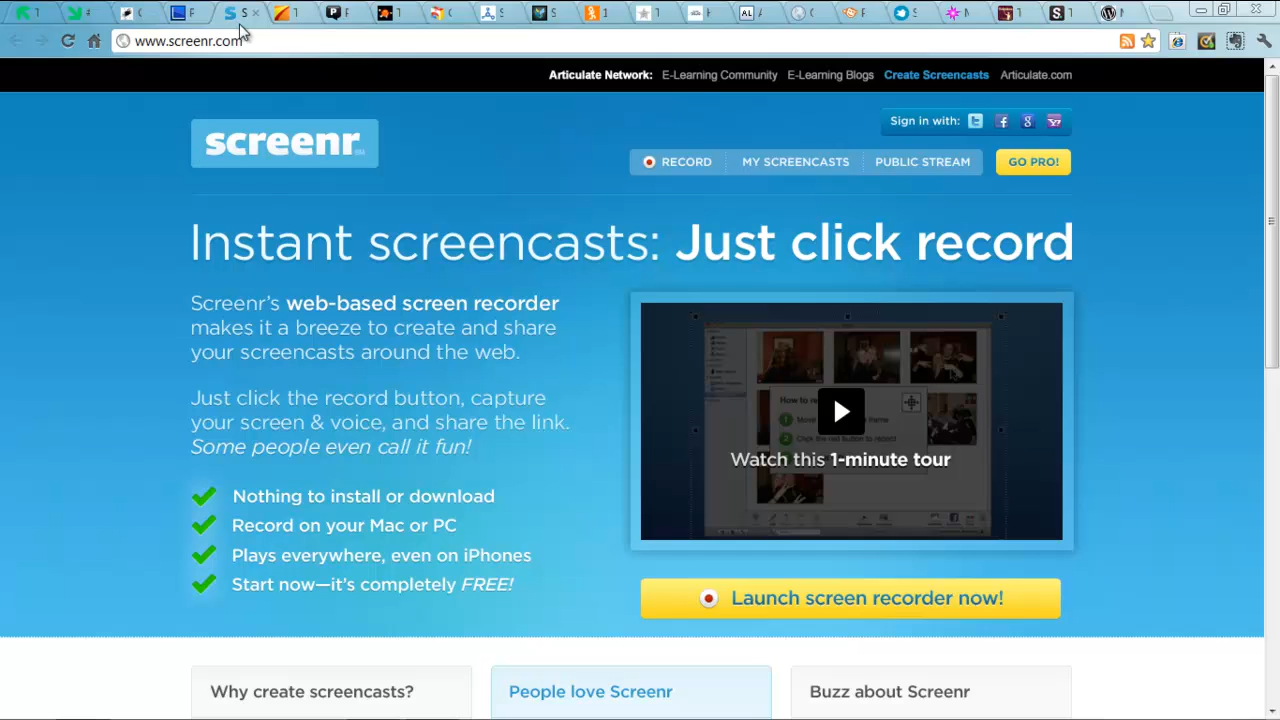 www.screenr.com
Articulate Network: E-Learning Community E-Learning Blogs Create Screencasts Articulate.com
Sign in with:
screenr
RECORD MY SCREENCASTS PUBLIC STREAM GO PRO!
Instant screencasts: Just click record
Screenr's web-based screen recorder
makes it a breeze to create and share
your screencasts around the web.
Just click the record button, capture
your screen & voice, and share the link.
Some people even call it fun!
Nothing to install or download
Record on your Mac or PC
Plays everywhere, even on iPhones
Start now—it's completely FREE!
Watch this 1-minute tour
Launch screen recorder now!
Why create screencasts?
People love Screenr
Buzz about Screenr